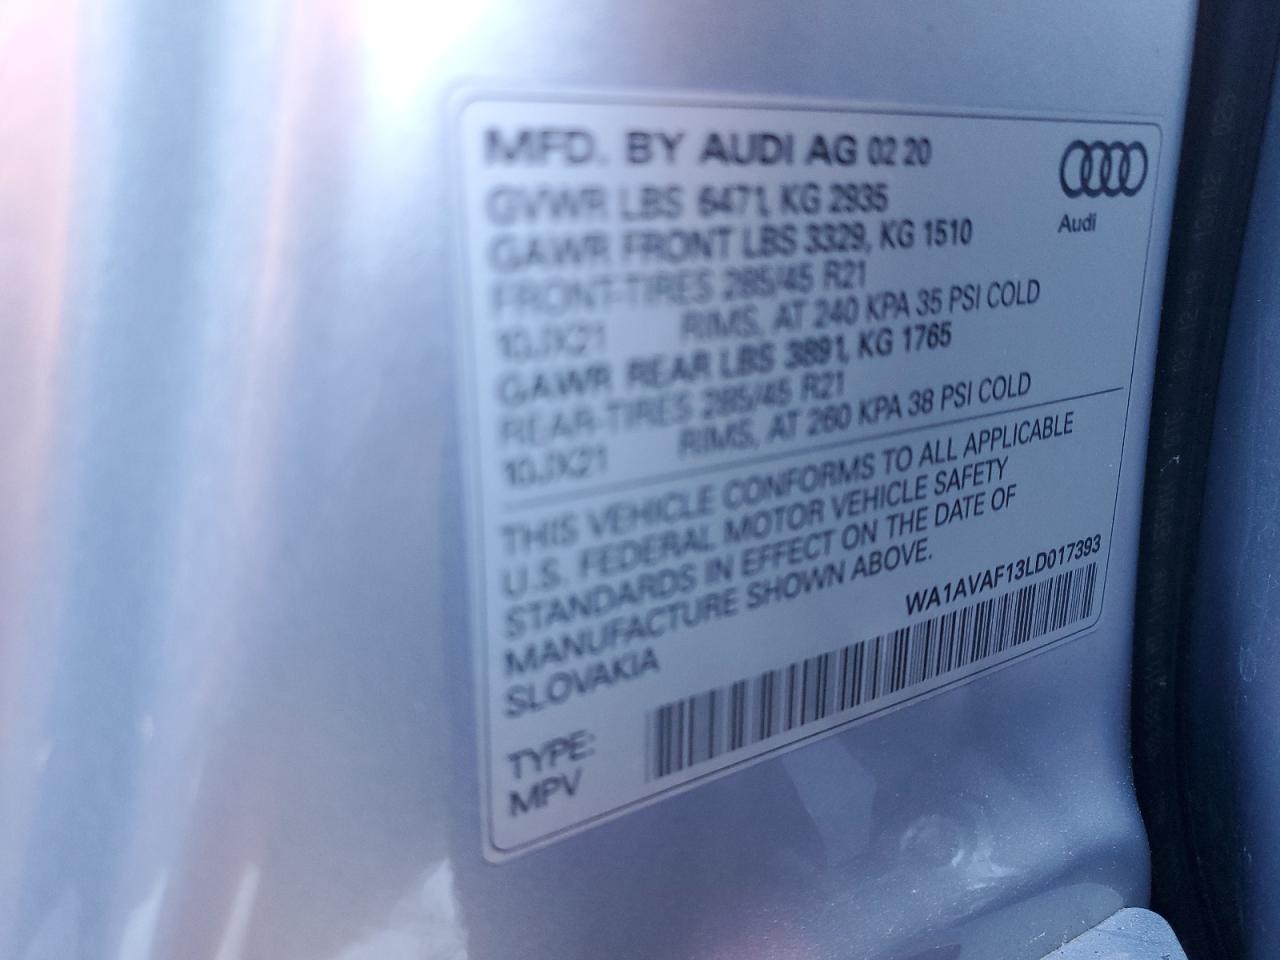 MFD. BY AUDI AG 02 20
GVWR LBS 6471, KG 2935
GAWR FRONT LBS 3329, KG 1510
FRONT-TIRES 285/45 R21
10JX21 RIMS, AT 240 KPA 35 PSI COLD
GAWR REAR LBS 3891, KG 1765
REAR-TIRES 285/45 R21
10JX21 RIMS, AT 260 KPA 38 PSI COLD
Audi
THIS VEHICLE CONFORMS TO ALL APPLICABLE
U.S. FEDERAL MOTOR VEHICLE SAFETY
STANDARDS IN EFFECT ON THE DATE OF
MANUFACTURE SHOWN ABOVE.
SLOVAKIA
WA1AVAF13LD017393
TYPE:
MPV